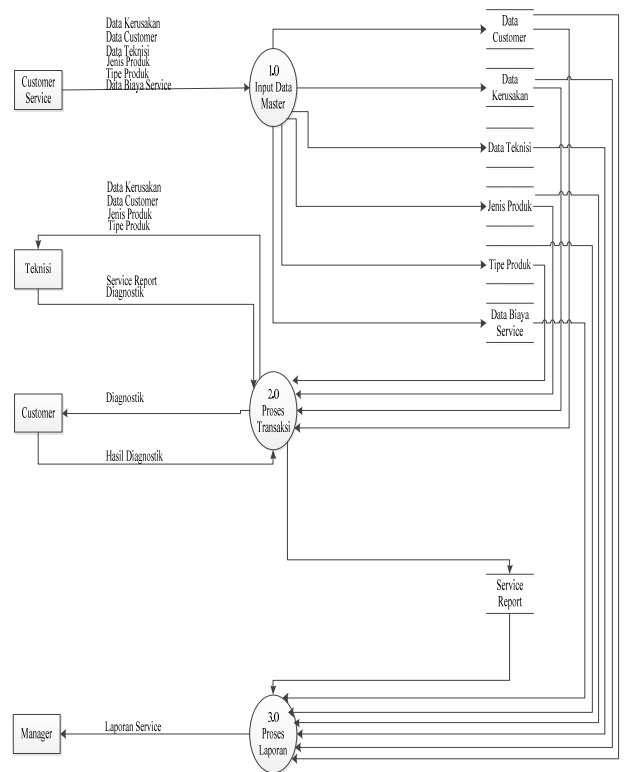 Data Kerusakan
Data Customer
Data Teknisi
Jenis Produk
Tipe Produk
Data Biaya Service
Customer
Service
1.0
Input Data
Master
Data
Customer
Data
Kerusakan
Data Teknisi
Jenis Produk
Tipe Produk
Data Biaya
Service
Data Kerusakan
Data Customer
Jenis Produk
Tipe Produk
Teknisi
Service Report
Diagnostik
2.0
Proses
Transaksi
Customer
Diagnostik
Hasil Diagnostik
Service
Report
Manager
Laporan Service
3.0
Proses
Laporan